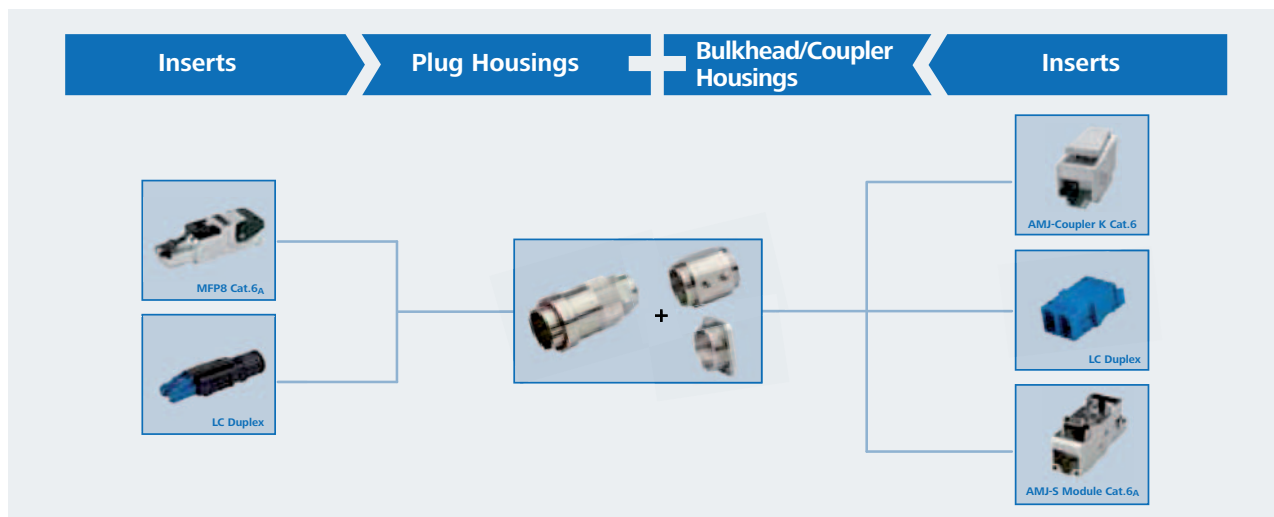 Inserts
Plug Housings
Bulkhead/Coupler
Housings
Inserts
MFP8 Cat.6A
LC Duplex
+
AMJ-Coupler K Cat.6
LC Duplex
AMJ-S Module Cat.6A